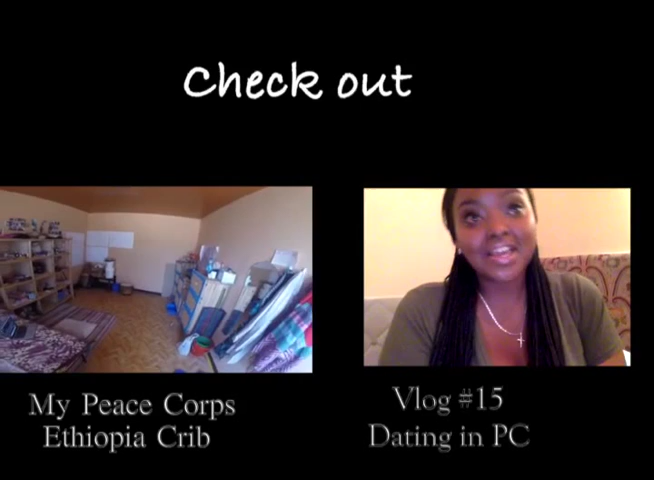 Check out
My Peace Corps
Ethiopia Crib
Vlog #15
Dating in PC